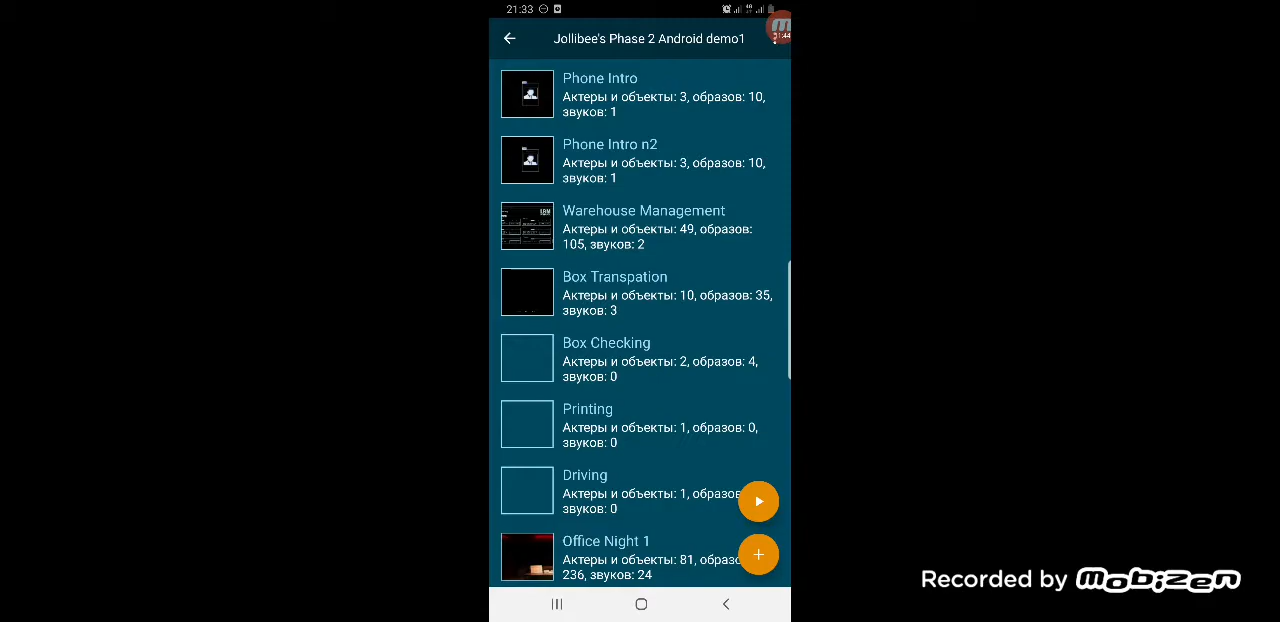 21:33
1:44
Jollibee's Phase 2 Android demo1
Phone Intro
Актеры и объекты: 3, образов: 10,
звуков: 1
Phone Intro n2
Актеры и объекты: 3, образов: 10,
звуков: 1
Warehouse Management
Актеры и объекты: 49, образов:
105, звуков: 2
Box Transpation
Актеры и объекты: 10, образов: 35,
звуков: 3
Box Checking
Актеры и объекты: 2, образов: 4,
звуков: 0
Printing
Актеры и объекты: 1, образов: 0,
звуков: 0
Driving
Актеры и объекты: 1,
звуков: 0
Office Night 1
Актеры и объекты: 81,
236, звуков: 24
Recorded by mobizen